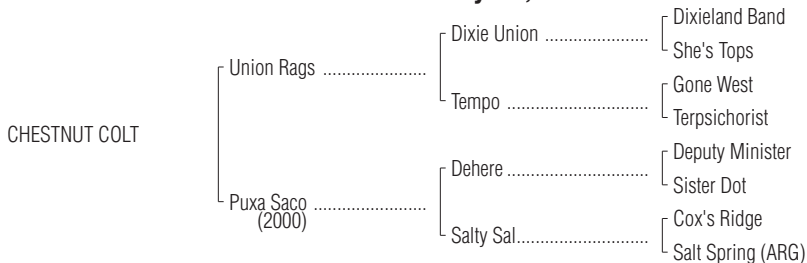 Dixieland Band
Dixie Union ......................
She's Tops
Union Rags ......................
Gone West
Tempo ..............................
Terpsichorist
CHESTNUT COLT
Deputy Minister
Dehere ..............................
Sister Dot
Puxa Saco ........................
(2000)
Cox's Ridge
Salty Sal............................
Salt Spring (ARG)